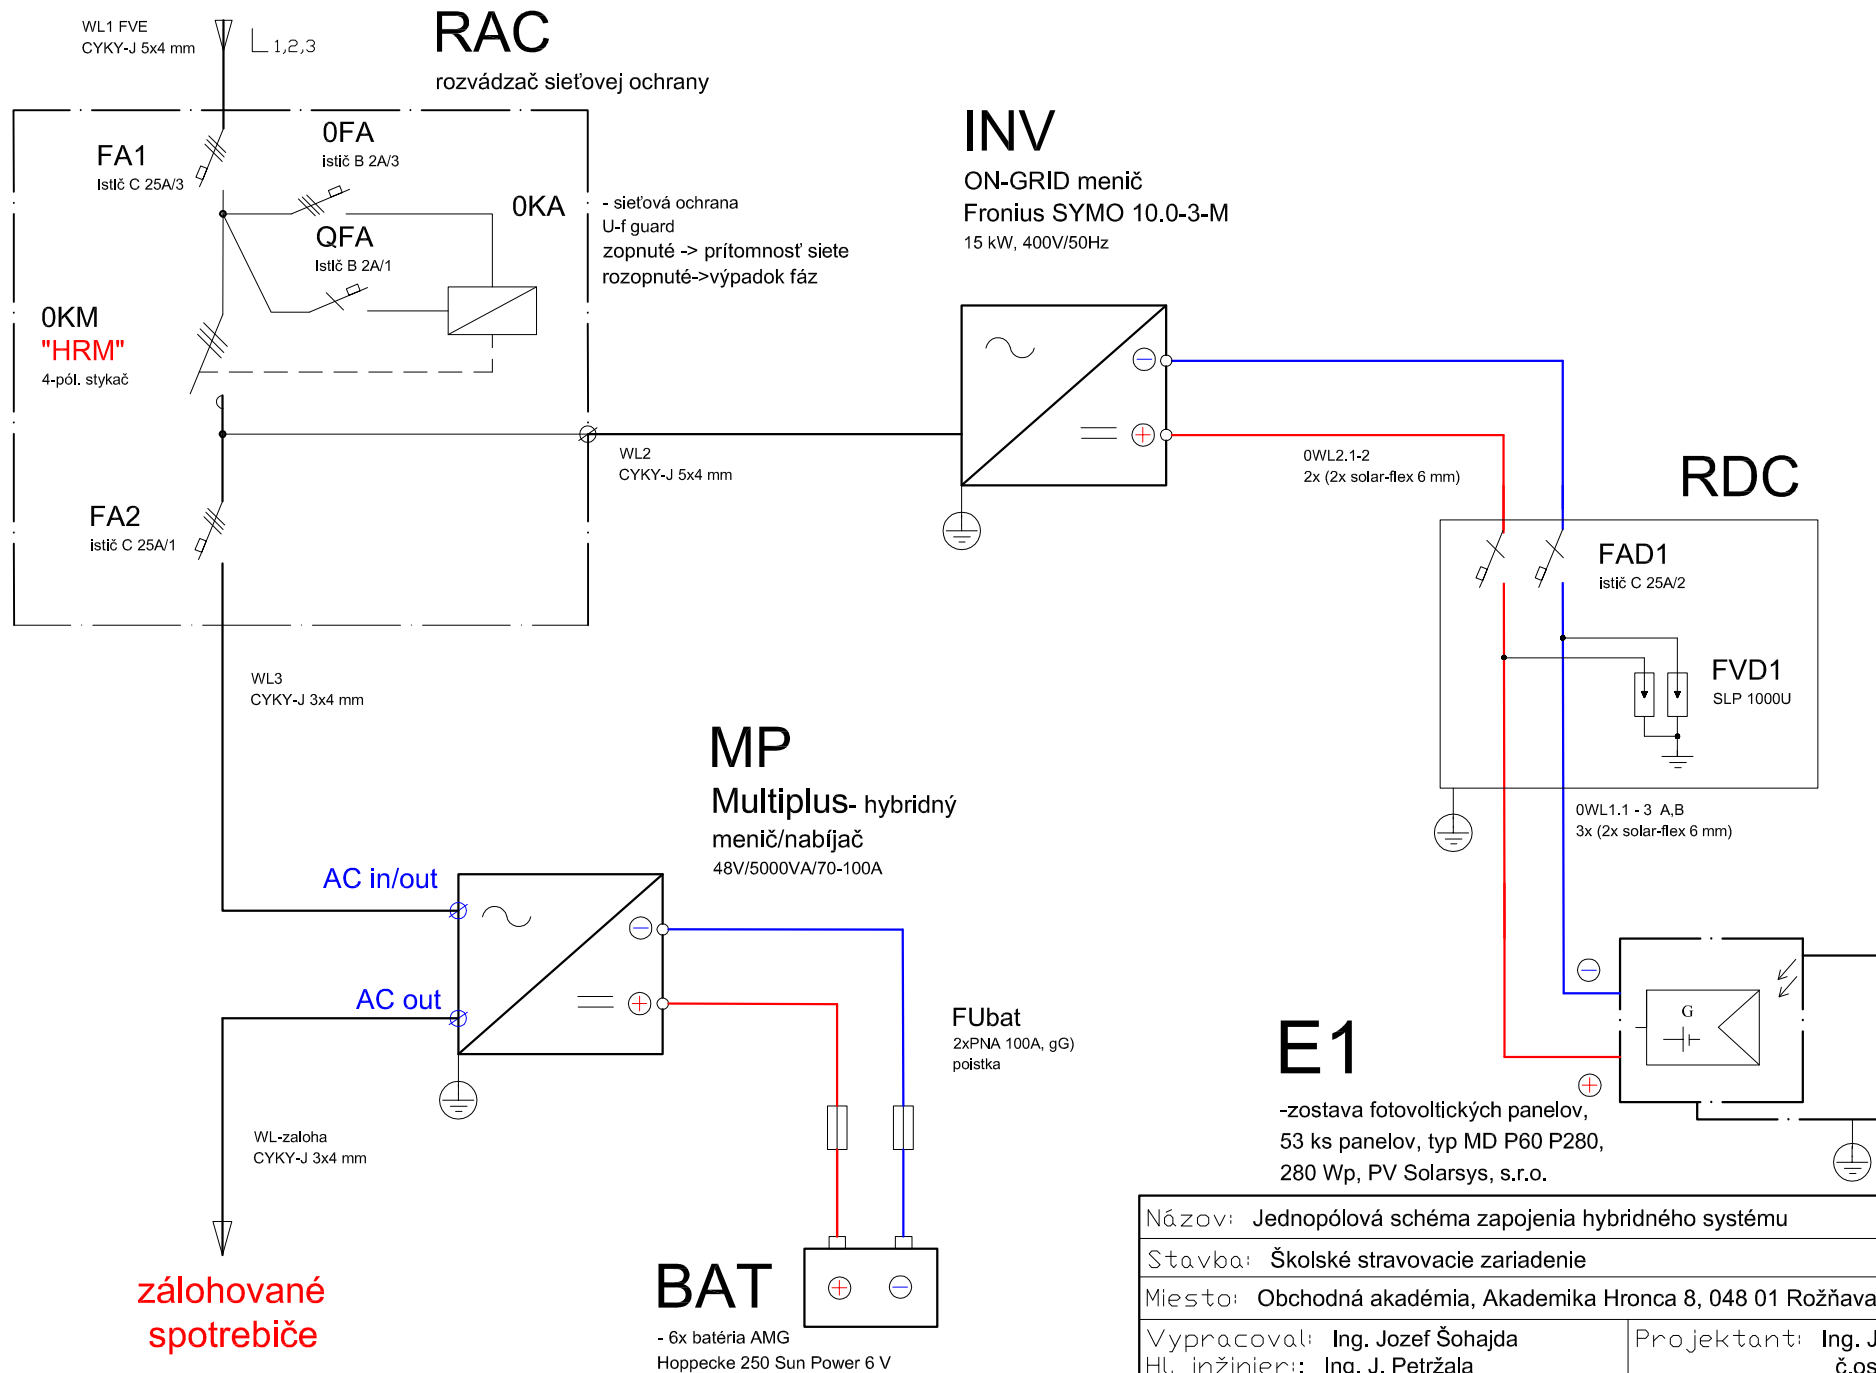 WL1 FVE
CYKY-J 5x4 mm
L1,2,3
RAC
rozvádzač sieťovej ochrany
FA1
Istič C 25A/3
0FA
istič B 2A/3
0KA
QFA
Istič B 2A/1
- sieťová ochrana
U-f guard
zopnuté -> prítomnosť siete
rozopnuté->výpadok fáz
0KM
"HRM"
4-pól. stykač
FA2
istič C 25A/1
WL2
CYKY-J 5x4 mm
INV
ON-GRID menič
Fronius SYMO 10.0-3-M
15 kW, 400V/50Hz
0WL2.1-2
2x (2x solar-flex 6 mm)
RDC
FAD1
istič C 25A/2
FVD1
SLP 1000U
0WL1.1 - 3 A,B
3x (2x solar-flex 6 mm)
WL3
CYKY-J 3x4 mm
MP
Multiplus- hybridný
menič/nabíjač
48V/5000VA/70-100A
AC in/out
AC out
FUbat
2xPNA 100A, gG)
poistka
WL-zaloha
CYKY-J 3x4 mm
zálohované
spotrebiče
BAT
- 6x batéria AMG
Hoppecke 250 Sun Power 6 V
G
E1
-zostava fotovoltických panelov,
53 ks panelov, typ MD P60 P280,
280 Wp, PV Solarsys, s.r.o.
Názov: Jednopólová schéma zapojenia hybridného systému
Stavba: Školské stravovacie zariadenie
Miesto: Obchodná akadémia, Akademika Hronca 8, 048 01 Rožňava
Vypracoval: Ing. Jozef Šohajda
Hl. inžinier: Ing. J. Petržala
Projektant: Ing. J
č.os